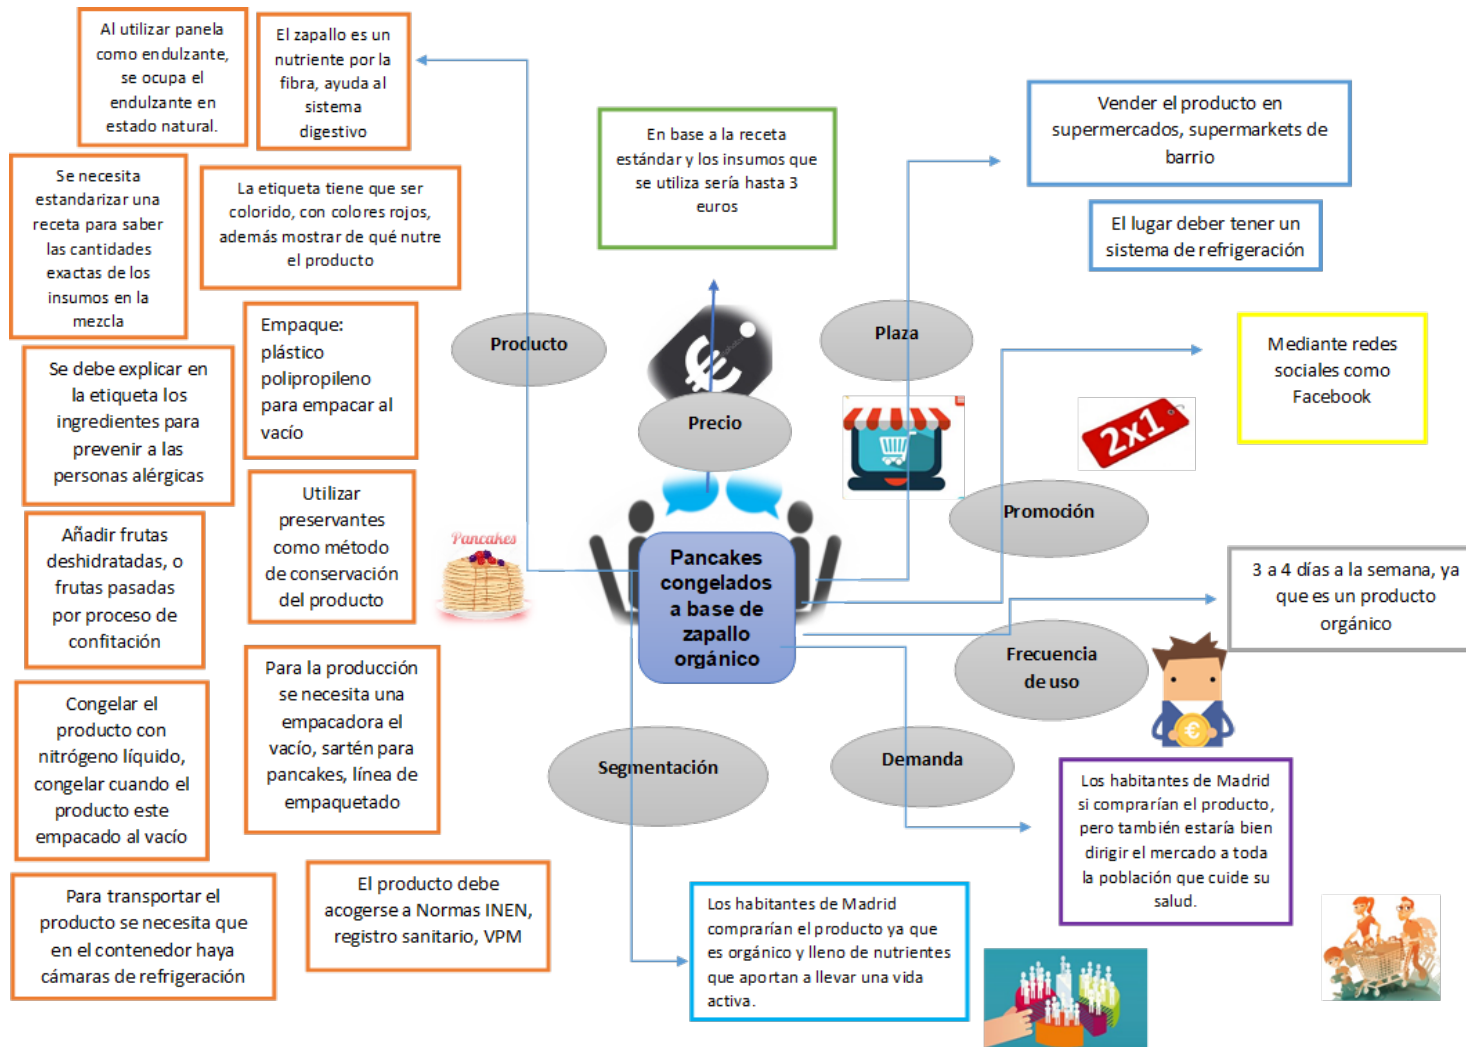 Al utilizar panela
como endulzante,
se ocupa el
endulzante en
estado natural.
El zapallo es un
nutriente por la
fibra, ayuda al
sistema
digestivo
Se necesita
estandarizar una
receta para saber
las cantidades
exactas de los
insumos en la
mezcla
La etiqueta tiene que ser
colorido, con colores rojos,
además mostrar de qué nutre
el producto
Se debe explicar en
la etiqueta los
ingredientes para
prevenir a las
personas alérgicas
Empaque:
plástico
polipropileno
para empacar al
vacío
Añadir frutas
deshidratadas, o
frutas pasadas
por proceso de
confitación
Utilizar
preservantes
como método
de conservación
del producto
Congelar el
producto con
nitrógeno líquido,
congelar cuando el
producto este
empacado al vacío
Para la producción
se necesita una
empacadora el
vacío, sartén para
pancakes, línea de
empaquetado
Para transportar el
producto se necesita que
en el contenedor haya
cámaras de refrigeración
El producto debe
acogerse a Normas INEN,
registro sanitario, VPM
Producto
Pancakes
En base a la receta
estándar y los insumos que
se utiliza sería hasta 3
euros
€
Precio
Pancakes
congelados
a base de
zapallo
orgánico
Plaza
Vender el producto en
supermercados, supermarkets de
barrio
El lugar deber tener un
sistema de refrigeración
Promoción
2x1
Mediante redes
sociales como
Facebook
Frecuencia
de uso
3 a 4 días a la semana, ya
que es un producto
orgánico
€
Demanda
Los habitantes de Madrid
si comprarían el producto,
pero también estaría bien
dirigir el mercado a toda
la población que cuide su
salud.
Segmentación
Los habitantes de Madrid
comprarían el producto ya que
es orgánico y lleno de nutrientes
que aportan a llevar una vida
activa.